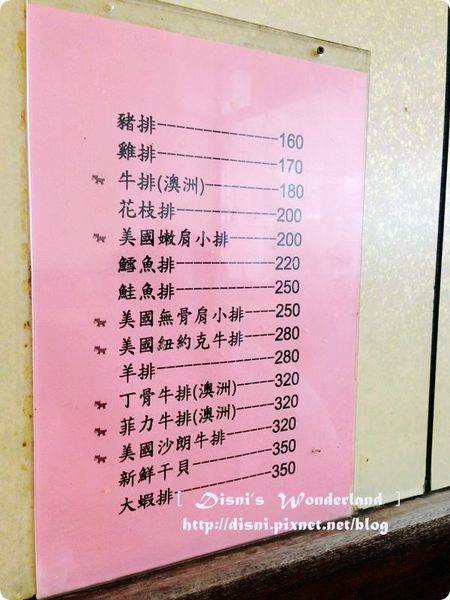 豬排---------------160
雞排---------------170
牛排(澳洲)---------180
花枝排-------------200
美國嫩肩小排------200
鱈魚排-------------220
鮭魚排-------------250
美國無骨肩小排----250
美國紐約克牛排----280
羊排---------------280
丁骨牛排(澳洲)-----320
菲力牛排(澳洲)-----320
美國沙朗牛排------320
新鮮干貝-----------350
大蝦排-------------350
[ Disni's Wonderland ]
http://disni.pixnet.net/blog